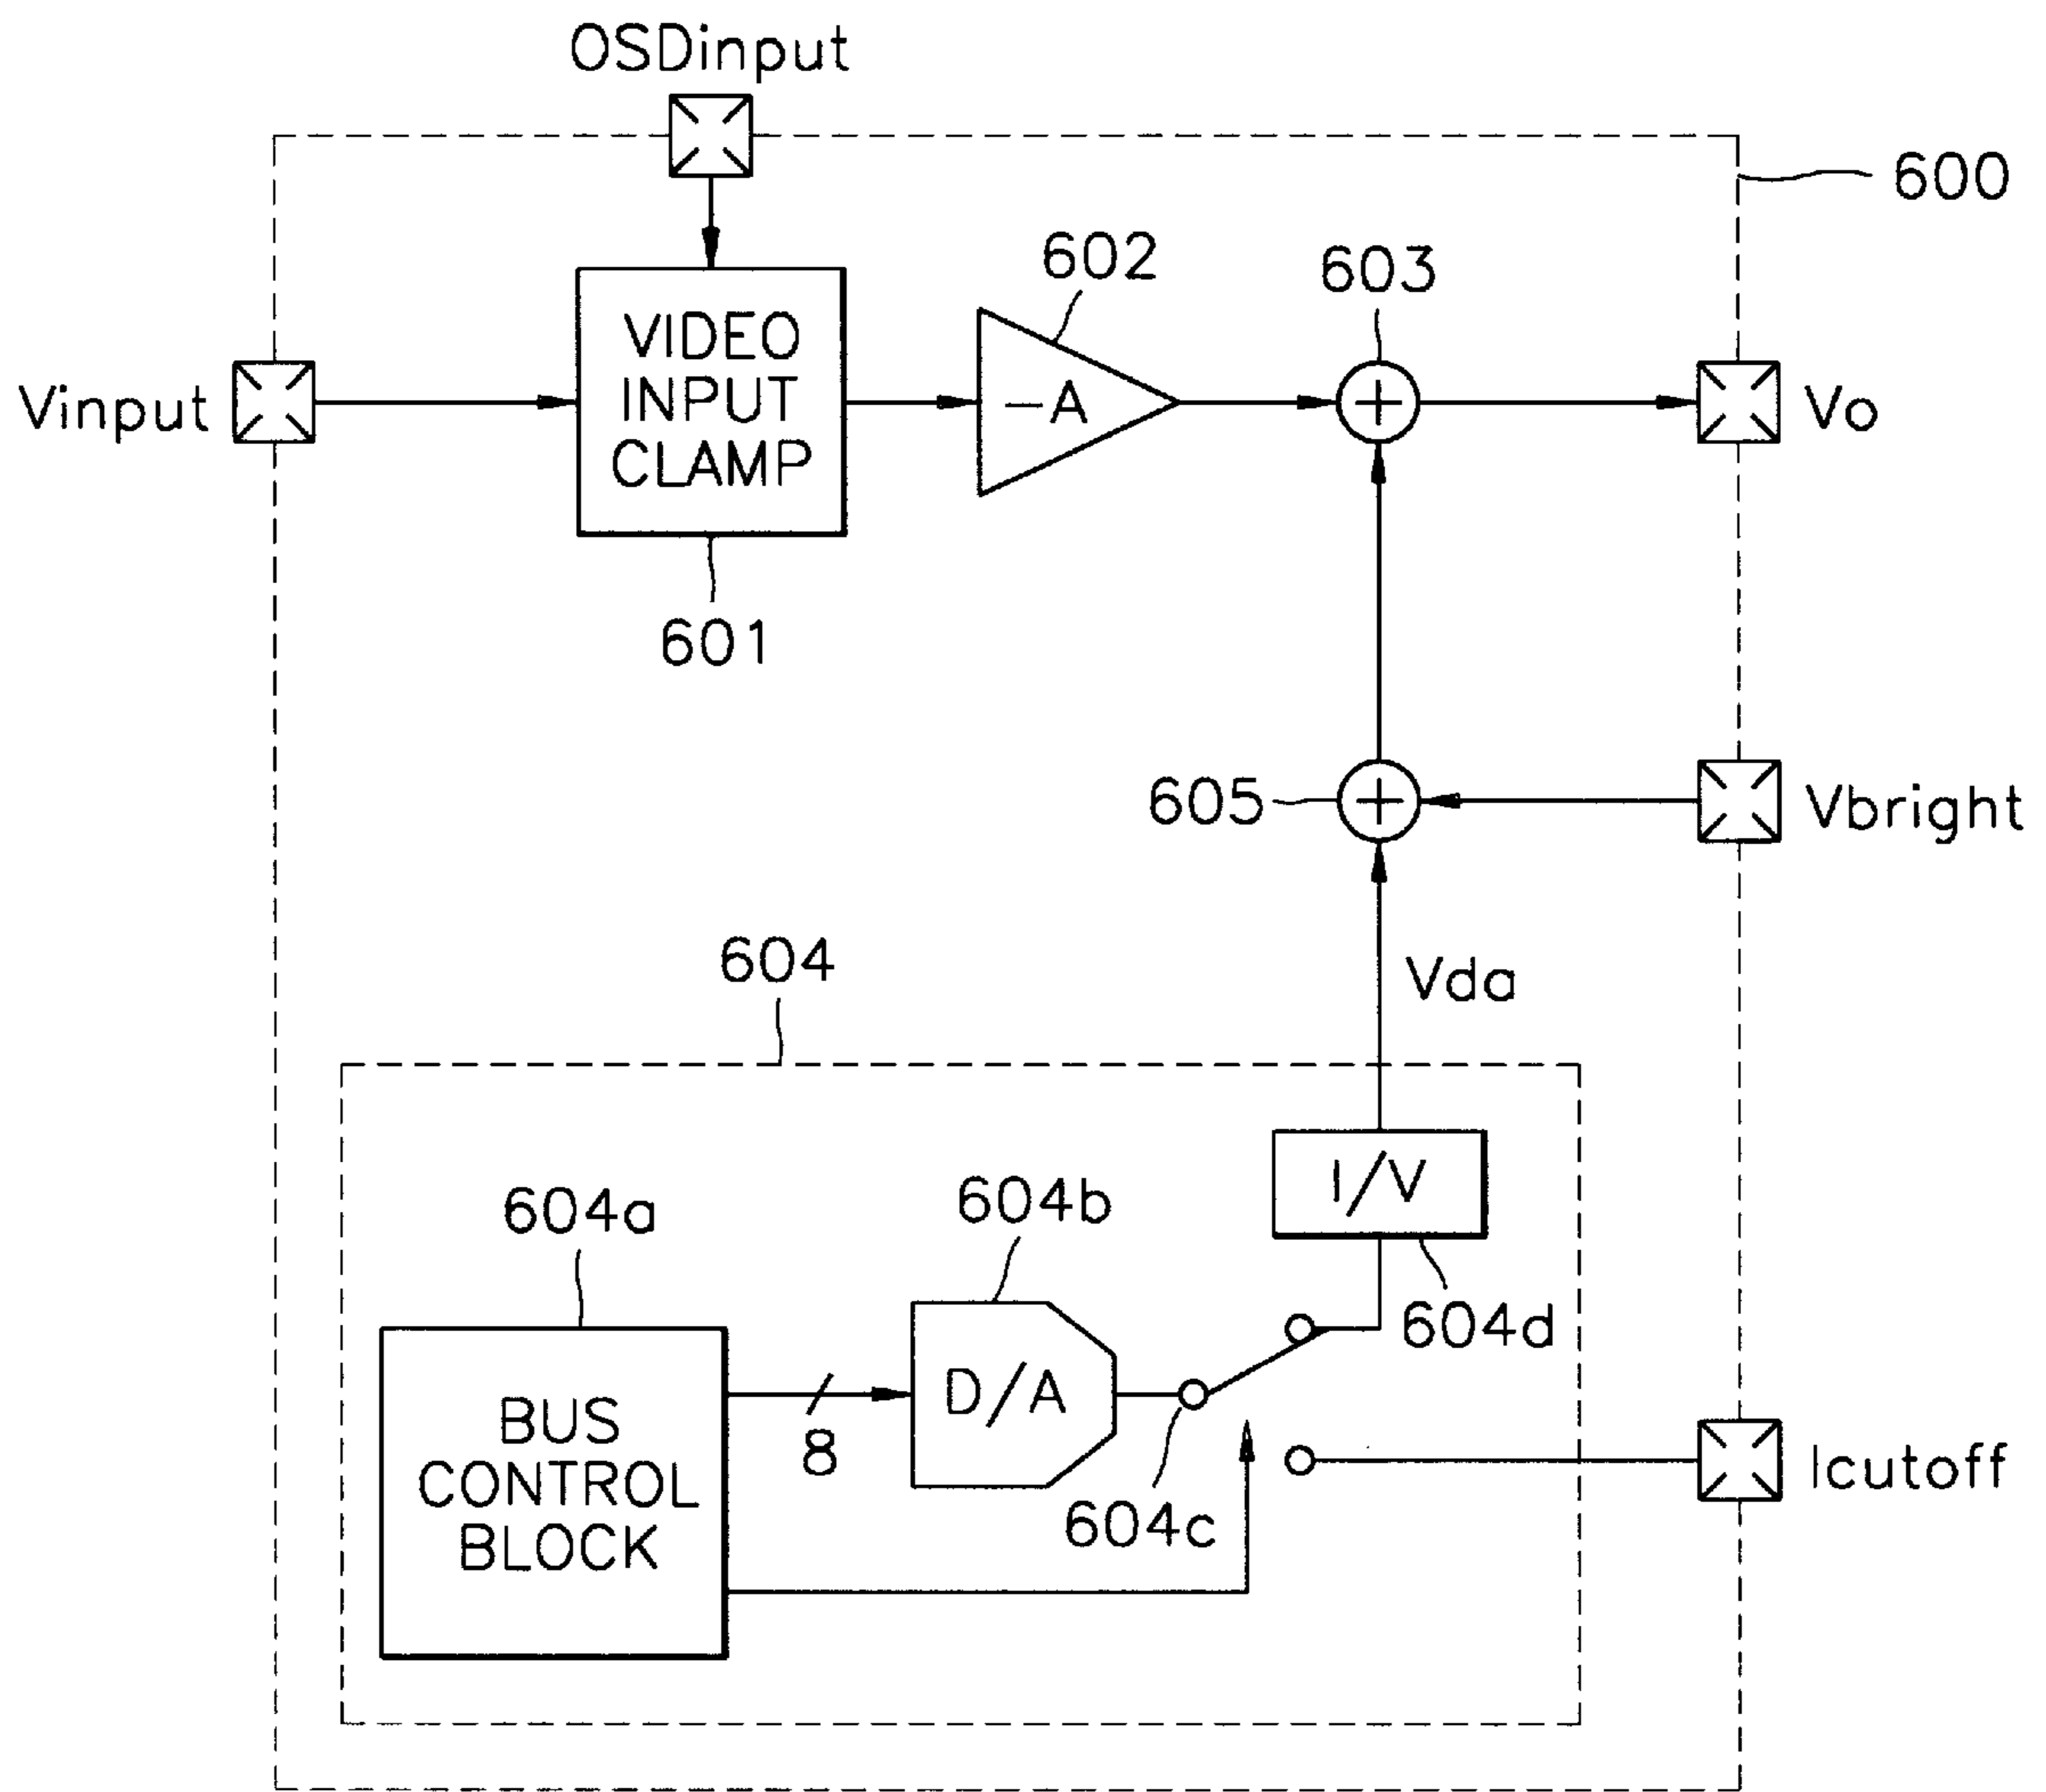 OSDinput
600
602
603
VIDEO
INPUT
CLAMP
-A
+
Vinput
Vo
601
605
+
Vbright
604
Vda
I/V
604a
604b
604d
BUS
CONTROL
BLOCK
8
D/A
604c
Icutoff